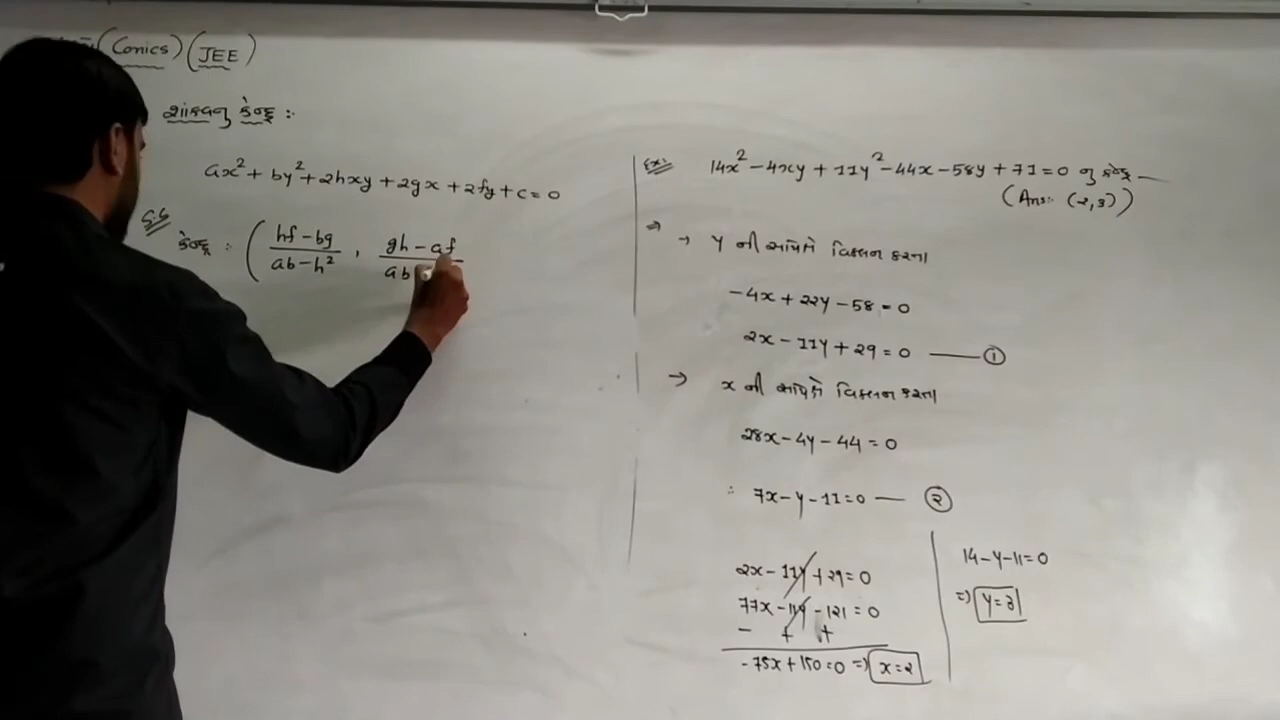 (Conics) (JEE)
શાંકવનું કેન્દ્ર :
ax² + by² + 2hxy + 2gx + 2fy + c = 0
કેન્દ્ર : ( hf - bg / ab - h² , gh - af / ab
Ex: 14x² - 4xy + 11y² - 44x - 58y + 71 = 0 નું કેન્દ્ર —
(Ans: (2,3))
→ y ની સાપેક્ષે વિકલન કરતા
-4x + 22y - 58 = 0
2x - 11y + 29 = 0 — ①
→ x ની સાપેક્ષે વિકલન કરતા
28x - 4y - 44 = 0
∴ 7x - y - 11 = 0 — ②
2x - 11y + 29 = 0
77x - 11y - 121 = 0
- + +
-75x + 150 = 0 ⇒ x = 2
14 - y - 11 = 0
⇒ y = 3